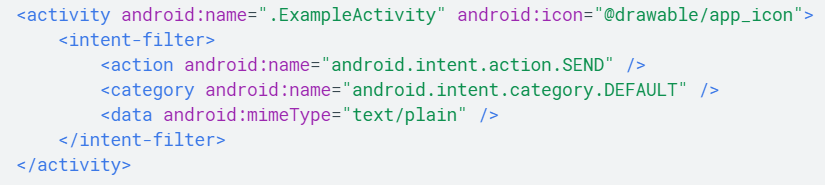 <activity android:name=".ExampleActivity" android:icon="@drawable/app_icon">
<intent-filter>
<action android:name="android.intent.action.SEND" />
<category android:name="android.intent.category.DEFAULT" />
<data android:mimeType="text/plain" />
</intent-filter>
</activity>